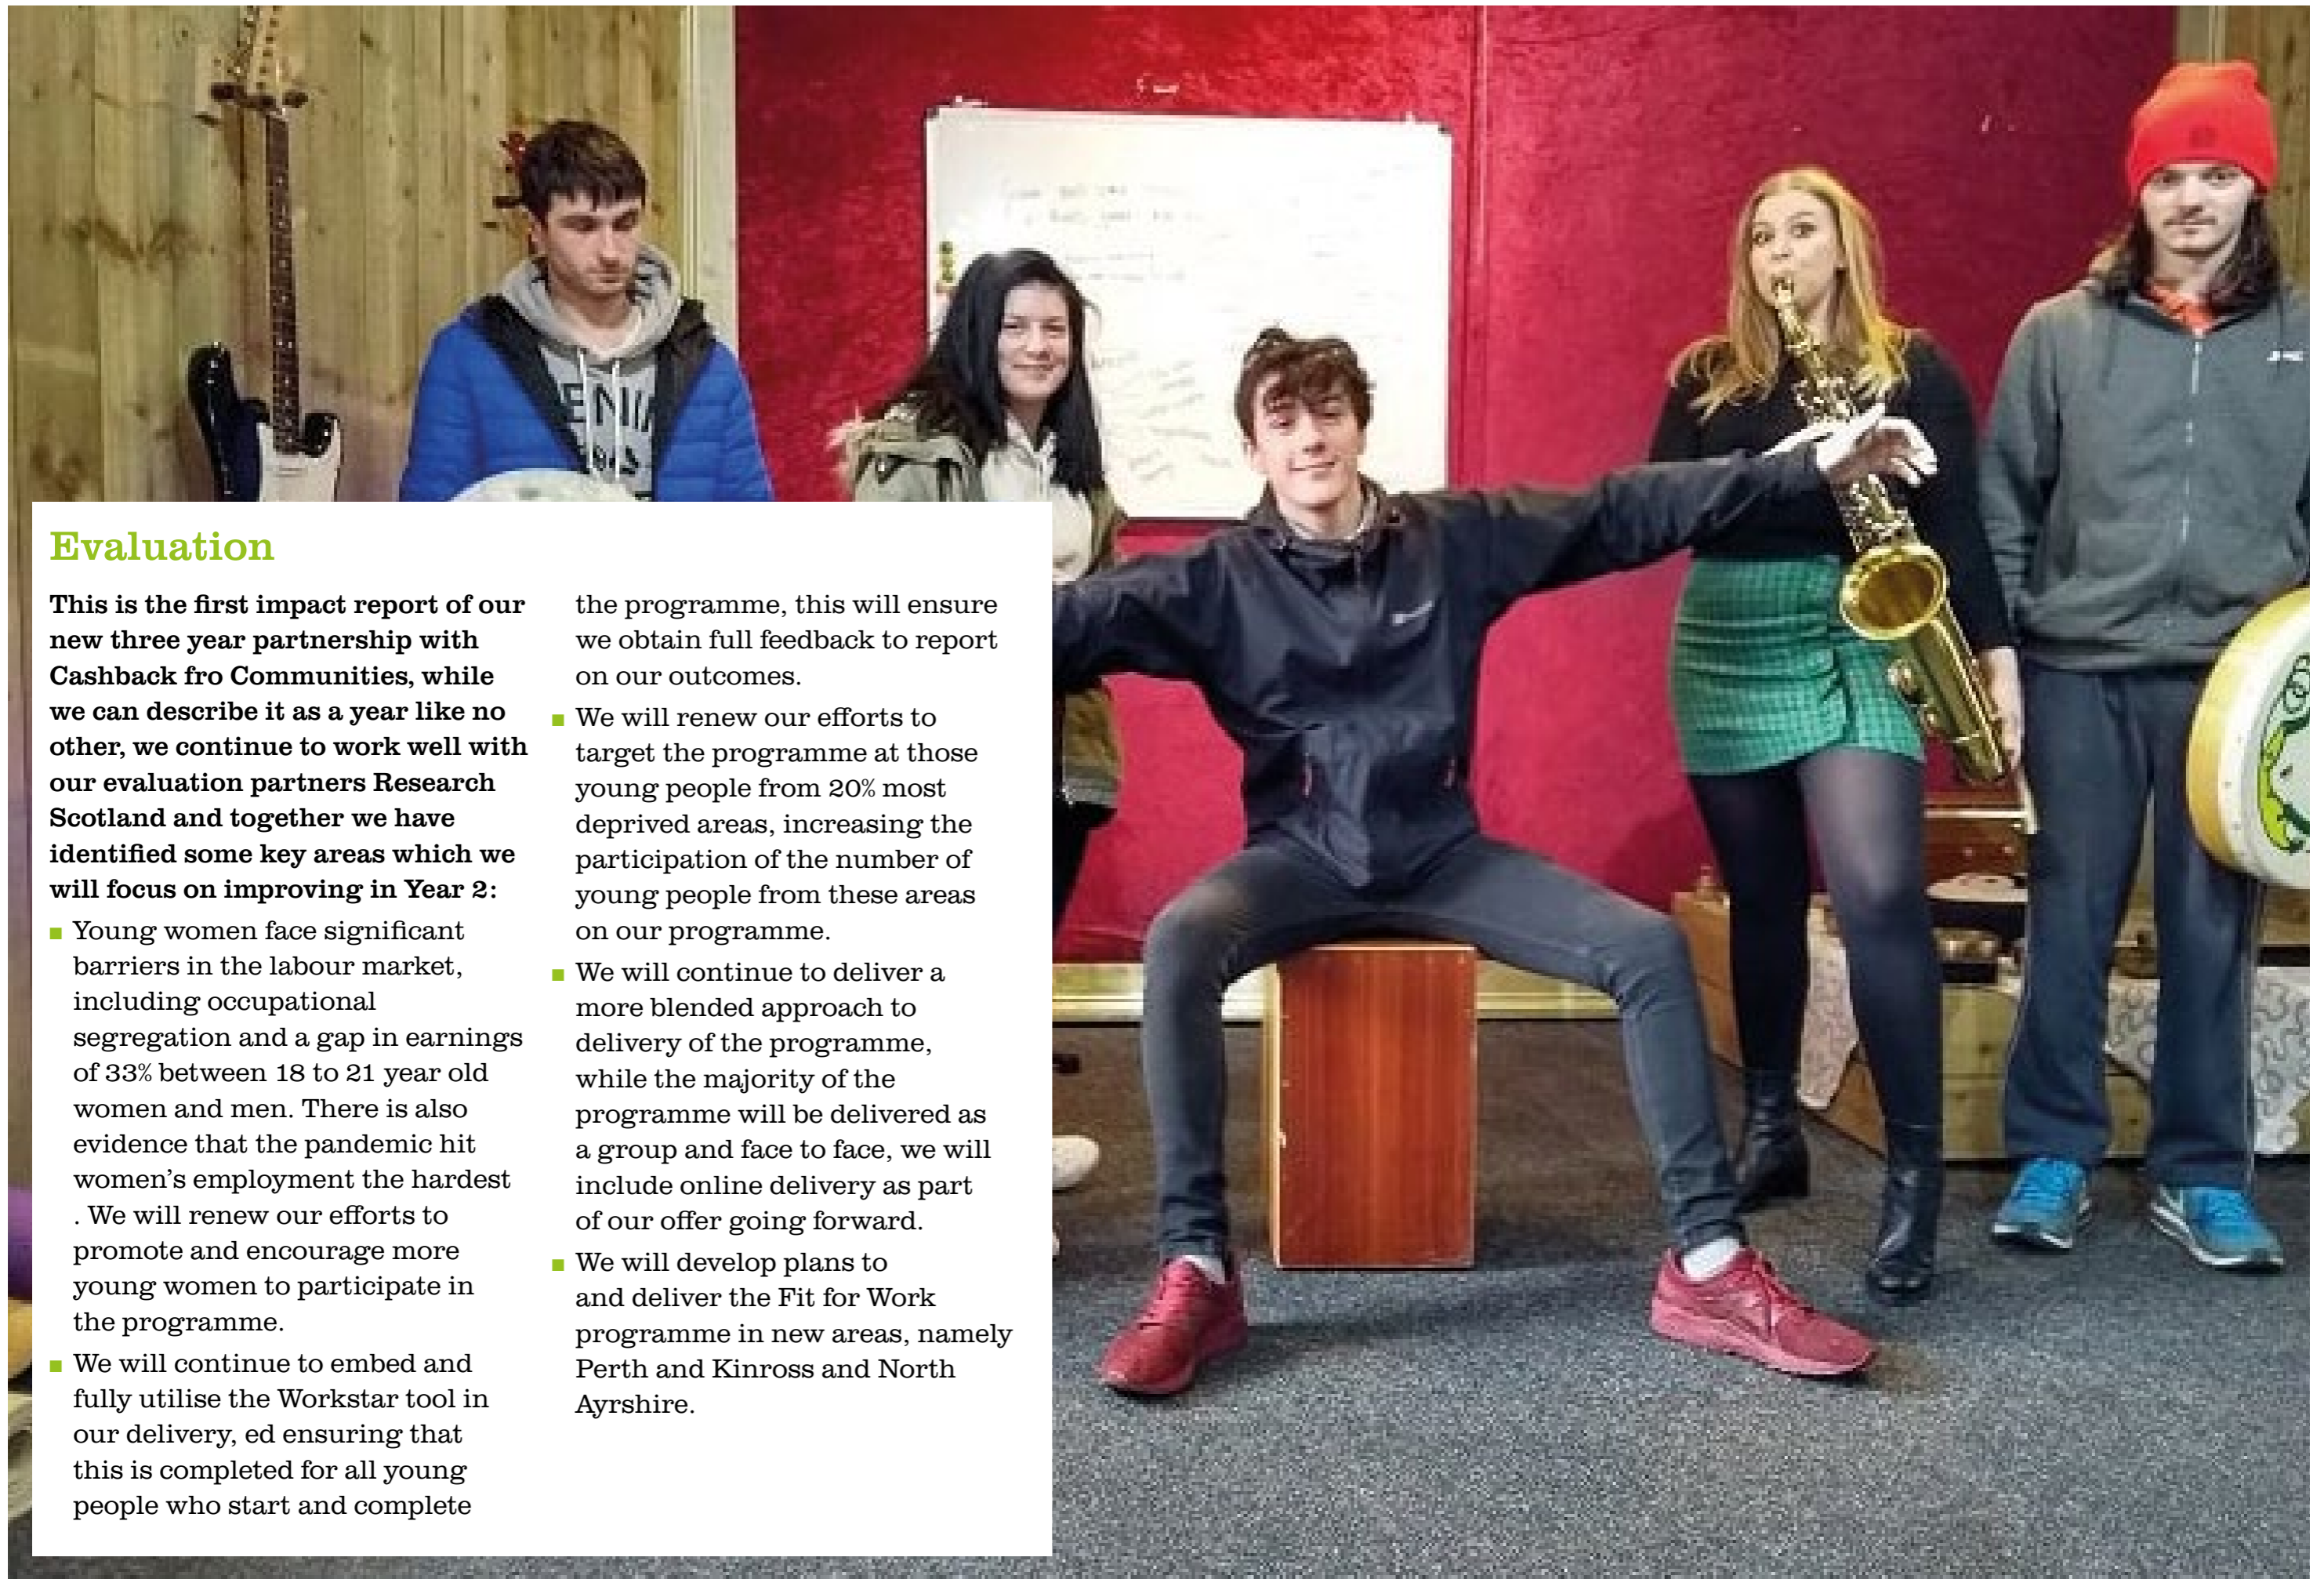 Evaluation
This is the first impact report of our
new three year partnership with
Cashback fro Communities, while
we can describe it as a year like no
other, we continue to work well with
our evaluation partners Research
Scotland and together we have
identified some key areas which we
will focus on improving in Year 2:
■ Young women face significant
barriers in the labour market,
including occupational
segregation and a gap in earnings
of 33% between 18 to 21 year old
women and men. There is also
evidence that the pandemic hit
women's employment the hardest
. We will renew our efforts to
promote and encourage more
young women to participate in
the programme.
■ We will continue to embed and
fully utilise the Workstar tool in
our delivery, ed ensuring that
this is completed for all young
people who start and complete
the programme, this will ensure
we obtain full feedback to report
on our outcomes.
■ We will renew our efforts to
target the programme at those
young people from 20% most
deprived areas, increasing the
participation of the number of
young people from these areas
on our programme.
■ We will continue to deliver a
more blended approach to
delivery of the programme,
while the majority of the
programme will be delivered as
a group and face to face, we will
include online delivery as part
of our offer going forward.
■ We will develop plans to
and deliver the Fit for Work
programme in new areas, namely
Perth and Kinross and North
Ayrshire.